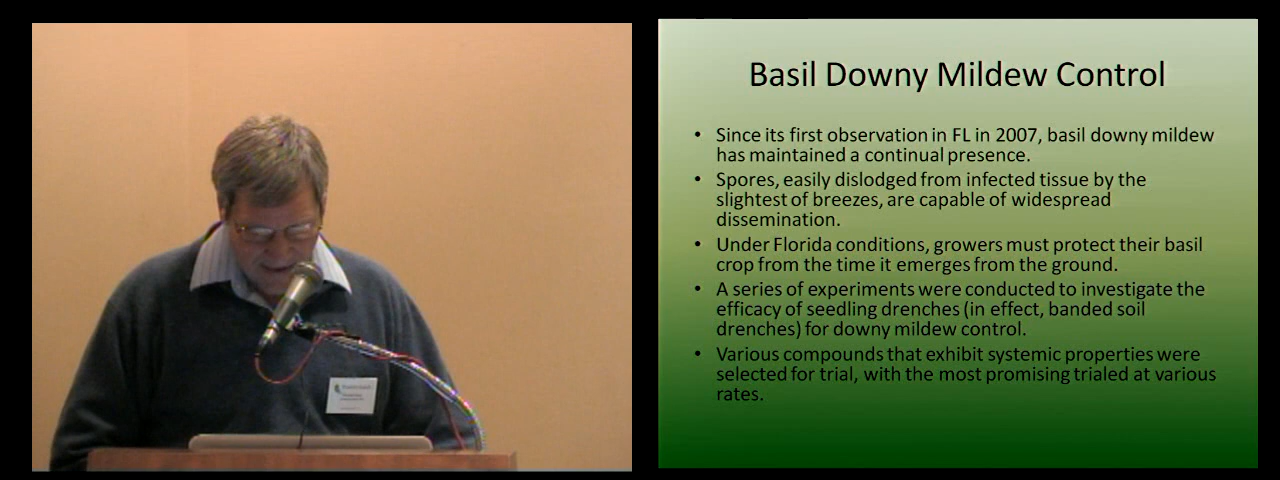 Basil Downy Mildew Control
• Since its first observation in FL in 2007, basil downy mildew
has maintained a continual presence.
• Spores, easily dislodged from infected tissue by the
slightest of breezes, are capable of widespread
dissemination.
• Under Florida conditions, growers must protect their basil
crop from the time it emerges from the ground.
• A series of experiments were conducted to investigate the
efficacy of seedling drenches (in effect, banded soil
drenches) for downy mildew control.
• Various compounds that exhibit systemic properties were
selected for trial, with the most promising trialed at various
rates.